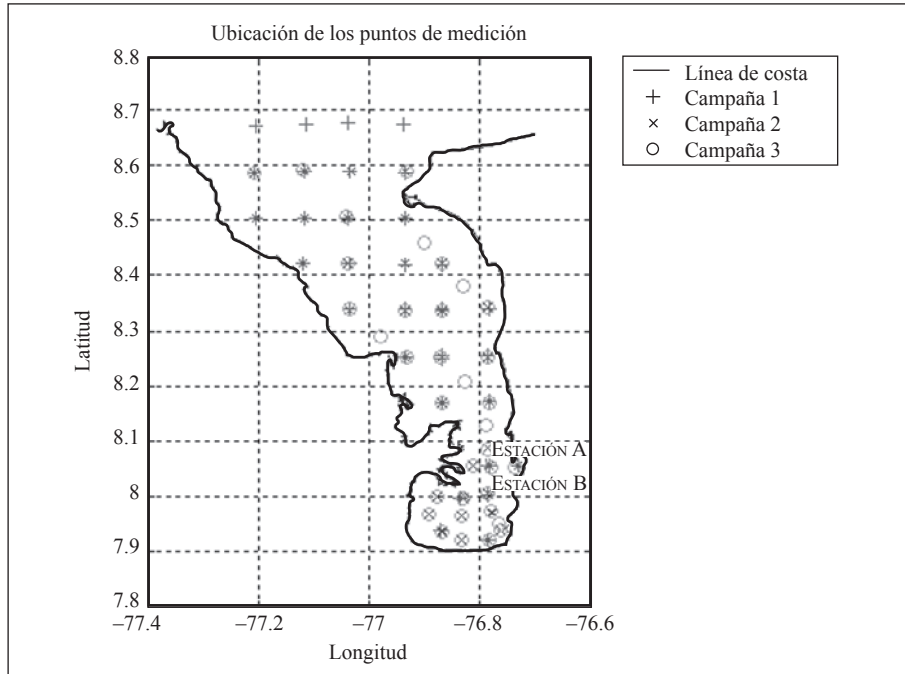 Ubicación de los puntos de medición
8.8
8.7
8.6
8.5
8.4
8.3
8.2
8.1
8
7.9
7.8
Latitud
−77.4
−77.2
−77
−76.8
−76.6
Longitud
Estación A
Estación B
Línea de costa
Campaña 1
Campaña 2
Campaña 3